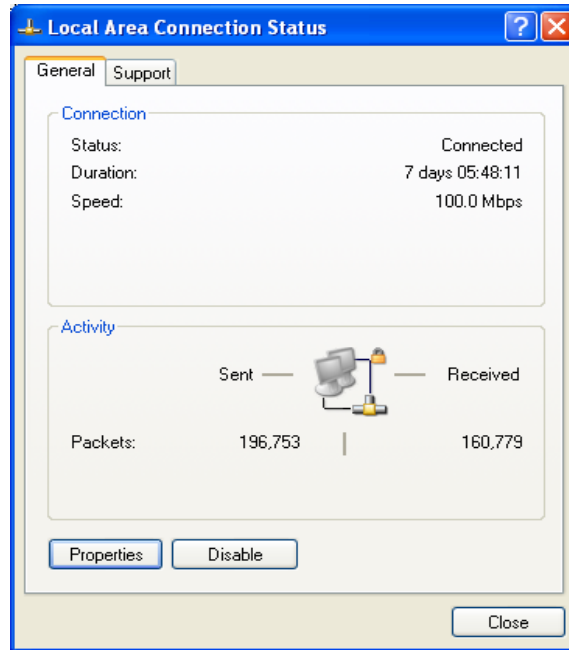 Local Area Connection Status
General Support
Connection
Status: Connected
Duration: 7 days 05:48:11
Speed: 100.0 Mbps
Activity
Sent Received
Packets: 196,753 160,779
Properties Disable
Close